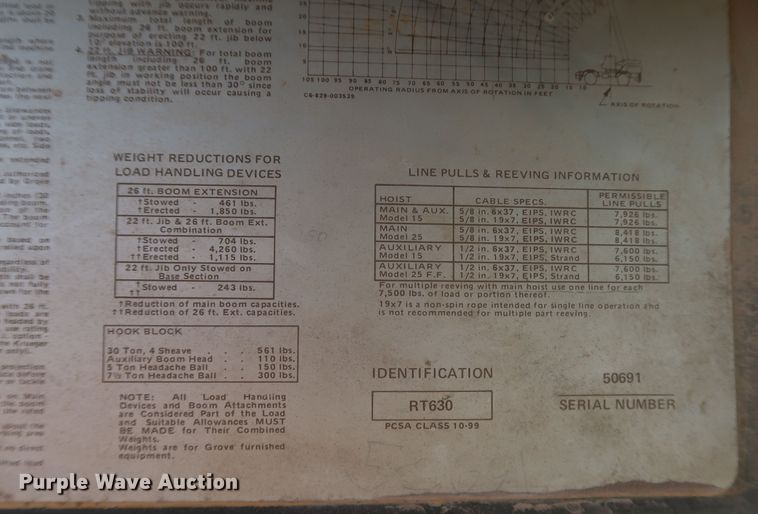 tipping with jib occurs rapidly and
without advance warning.
3. Maximum total length of boom
including 26 ft. boom extension for
purpose of erecting 22 ft. jib below
10° elevation is 100 ft.
4. 22 ft. JIB WARNING: For total boom
length including 26 ft. boom
extension greater than 100 ft. with 22
ft. jib in working position the boom
angle must not be less than 30° since
loss of stability will occur causing a
tipping condition.
105 100 95 90 85 80 75 70 65 60 55 50 45 40 35 30 25 20 15 10
OPERATING RADIUS FROM AXIS OF ROTATION IN FEET
C6-829-003529
AXIS OF ROTATION
WEIGHT REDUCTIONS FOR
LOAD HANDLING DEVICES
26 ft. BOOM EXTENSION
†Stowed - 461 lbs.
†Erected - 1,850 lbs.
22 ft. Jib & 26 ft. Boom Ext.
Combination
†Stowed - 704 lbs.
†Erected - 4,260 lbs.
††Erected - 1,115 lbs.
22 ft. Jib Only Stowed on
Base Section
†Stowed - 243 lbs.
††
†Reduction of main boom capacities.
††Reduction of 26 ft. Ext. capacities.
HOOK BLOCK
30 Ton, 4 Sheave . . 561 lbs.
Auxiliary Boom Head . . 110 lbs.
5 Ton Headache Ball . . 150 lbs.
7½ Ton Headache Ball . . 300 lbs.
NOTE: All Load Handling
Devices and Boom Attachments
are Considered Part of the Load
and Suitable Allowances MUST
BE MADE for Their Combined
Weights.
Weights are for Grove furnished
equipment.
LINE PULLS & REEVING INFORMATION
HOIST CABLE SPECS. PERMISSIBLE LINE PULLS
MAIN & AUX. 5/8 in. 6x37, EIPS, IWRC 7,926 lbs.
Model 15 5/8 in. 19x7, EIPS, IWRC 7,926 lbs.
MAIN 5/8 in. 6x37, EIPS, IWRC 8,418 lbs.
Model 25 5/8 in. 19x7, EIPS, IWRC 8,418 lbs.
AUXILIARY 1/2 in. 6x37, EIPS, IWRC 7,600 lbs.
Model 15 1/2 in. 19x7, EIPS, Strand 6,150 lbs.
AUXILIARY 1/2 in. 6x37, EIPS, IWRC 7,600 lbs.
Model 25 F.F. 1/2 in. 19x7, EIPS, Strand 6,150 lbs.
For multiple reeving with main hoist use one line for each
7,500 lbs. of load or portion thereof.
19x7 is a non-spin rope intended for single line operation and
is not recommended for multiple part reeving.
IDENTIFICATION
RT630
PCSA CLASS 10-99
50691
SERIAL NUMBER
Purple Wave Auction